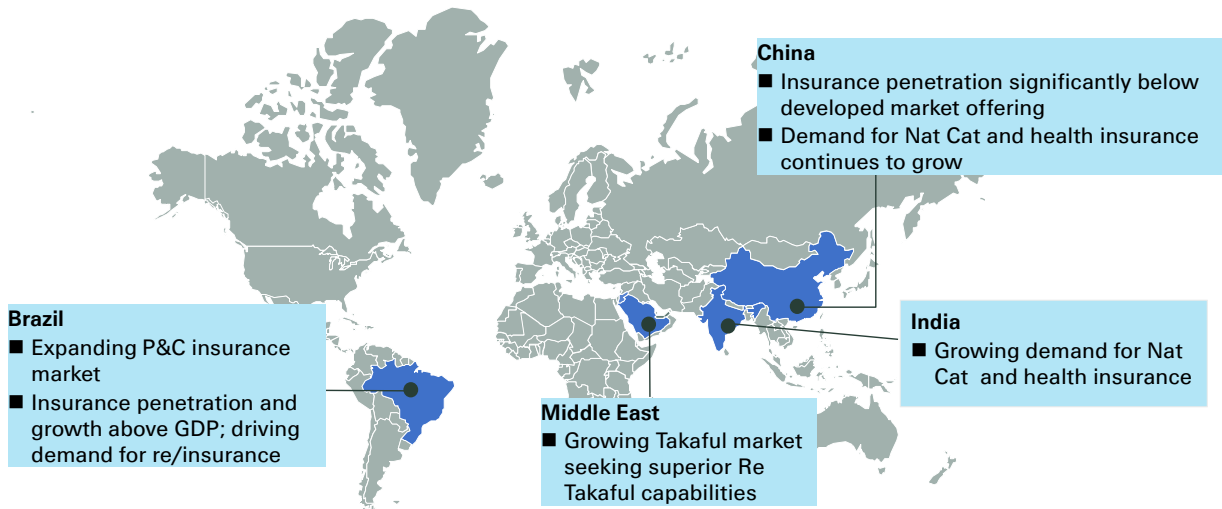 China
■ Insurance penetration significantly below
developed market offering
■ Demand for Nat Cat and health insurance
continues to grow
Brazil
■ Expanding P&C insurance
market
■ Insurance penetration and
growth above GDP; driving
demand for re/insurance
Middle East
■ Growing Takaful market
seeking superior Re
Takaful capabilities
India
■ Growing demand for Nat
Cat and health insurance